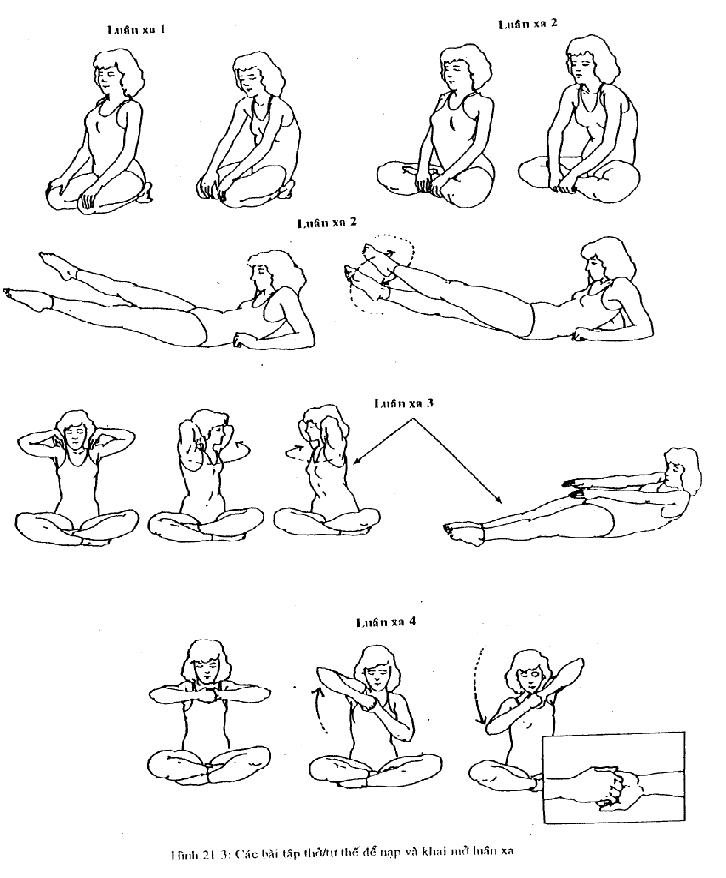 Luân xa 1
Luân xa 2
Luân xa 2
Luân xa 3
Luân xa 4
Hình 21-3: Các bài tập thở/tư thế để nạp và khai mở luân xa